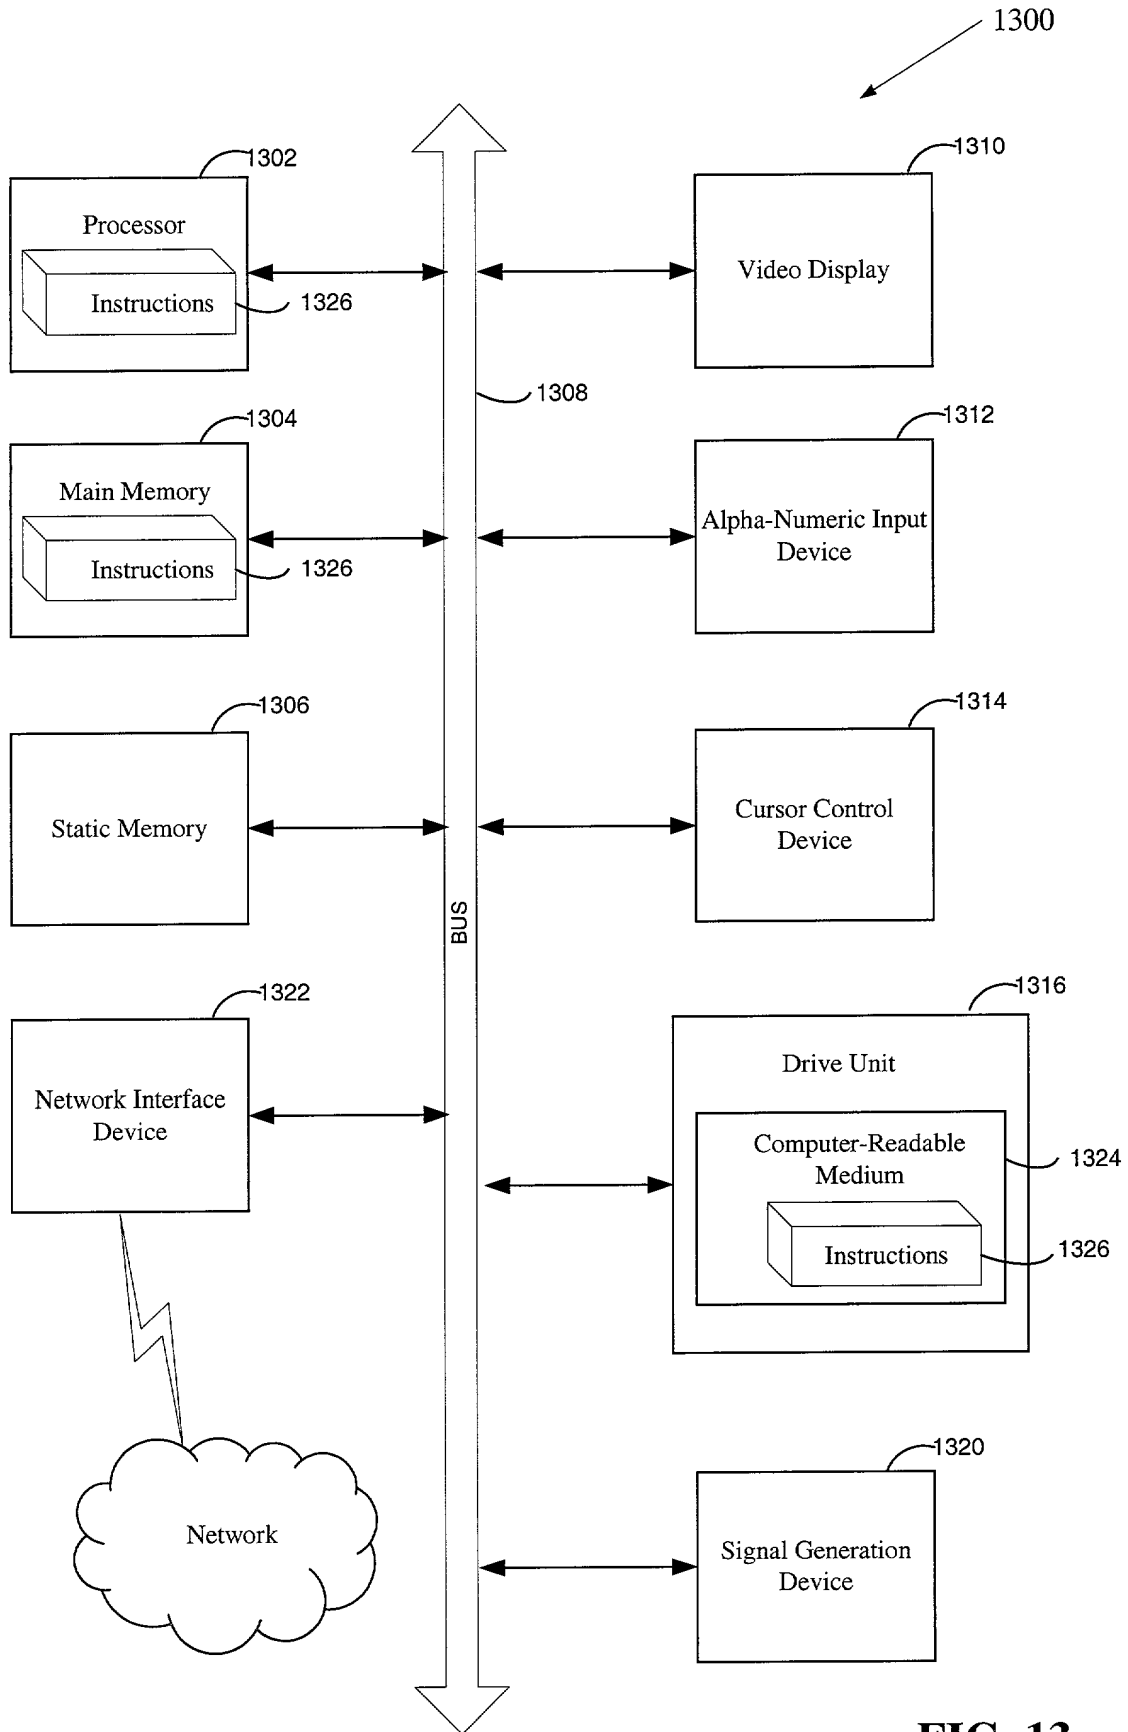 1300
1302
Processor
Instructions
1326
1310
Video Display
1308
1304
Main Memory
Instructions
1326
1312
Alpha-Numeric Input
Device
1306
Static Memory
1314
Cursor Control
Device
BUS
1322
Network Interface
Device
1316
Drive Unit
Computer-Readable
Medium
1324
Instructions
1326
Network
1320
Signal Generation
Device
FIG. 13